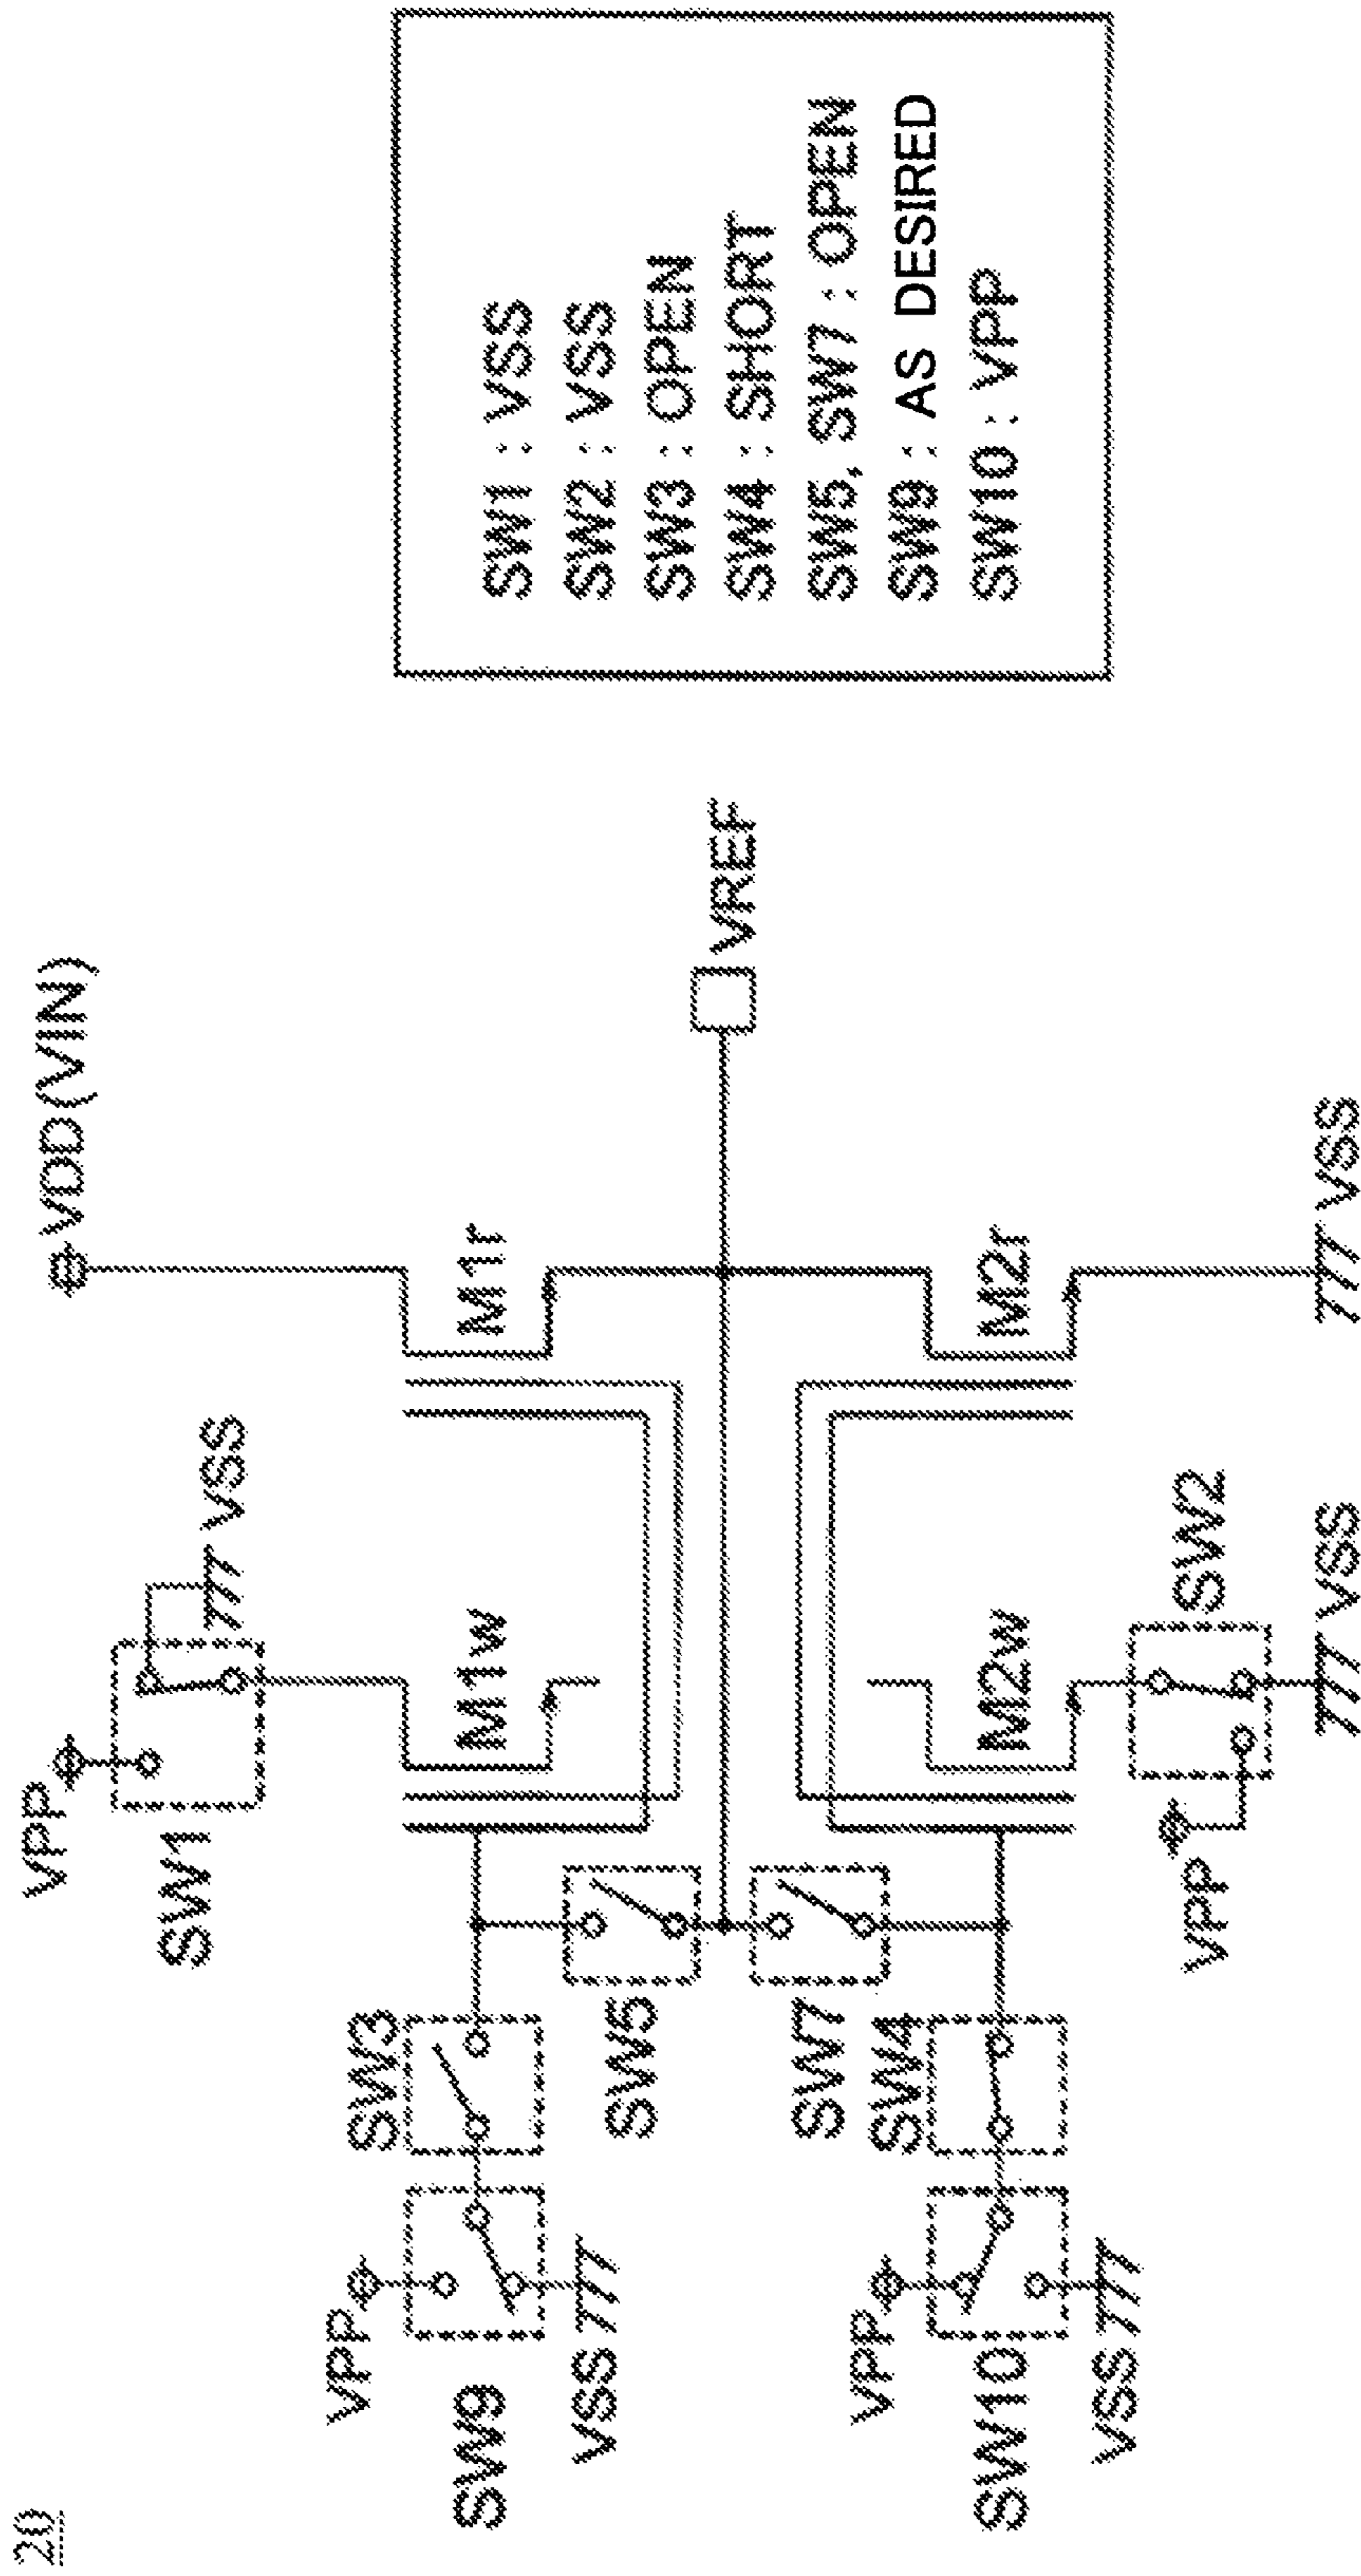 20
VPP
SW1
VSS
VDD(VIN)
VPP
SW9
VSS
SW3
M1w
M1r
SW5
VREF
SW7
VPP
SW10
VSS
SW4
M2w
M2r
VPP
SW2
VSS
VSS
SW1 : VSS
SW2 : VSS
SW3 : OPEN
SW4 : SHORT
SW5, SW7 : OPEN
SW9 : AS DESIRED
SW10 : VPP